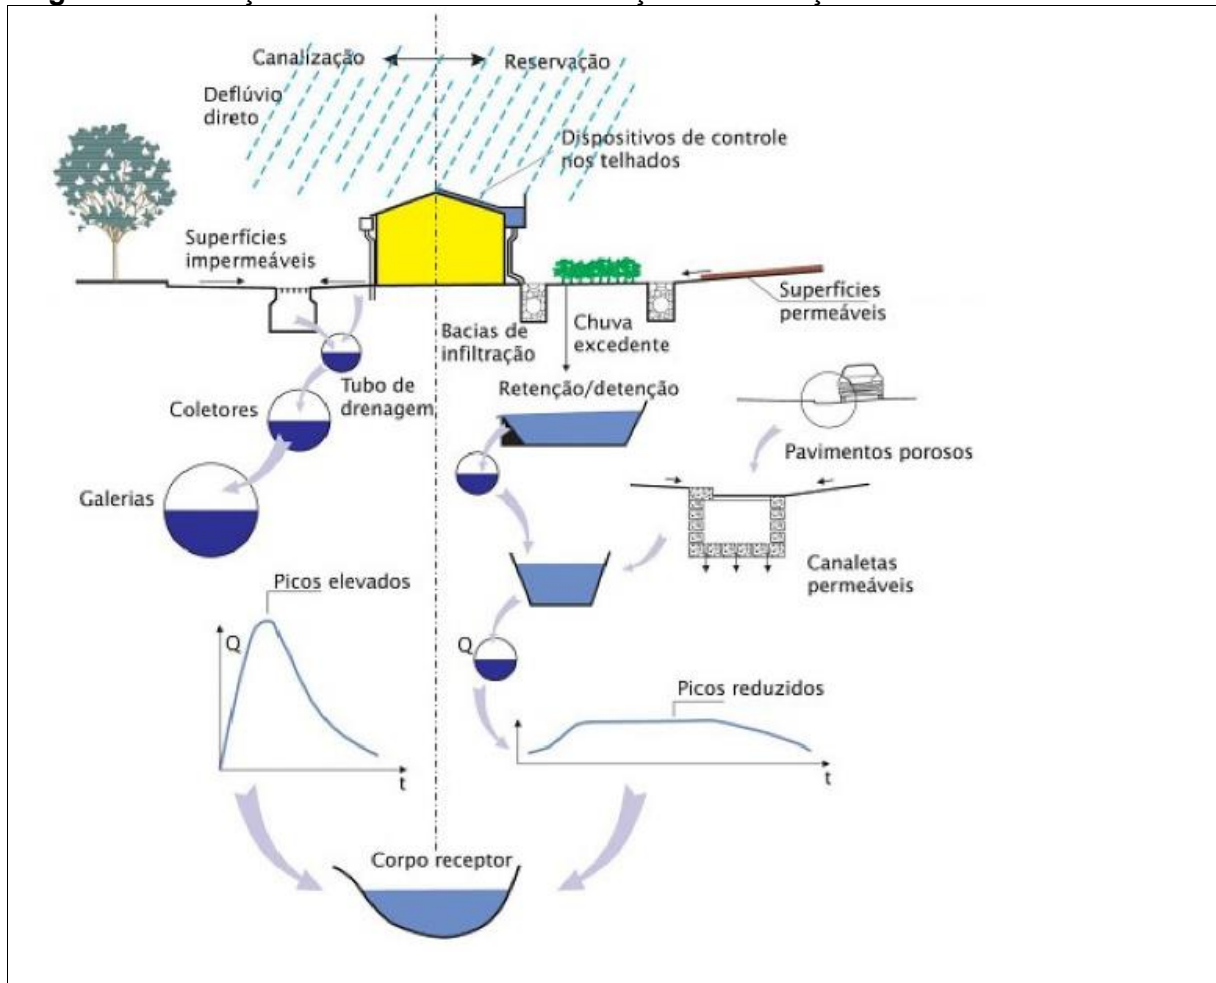 Canalização
Reservação
Deflúvio
direto
Dispositivos de controle
nos telhados
Superfícies
impermeáveis
Superfícies
permeáveis
Bacias de
infiltração
Chuva
excedente
Tubo de
drenagem
Retenção/detenção
Coletores
Pavimentos porosos
Galerias
Canaletas
permeáveis
Picos elevados
Q
Q
Picos reduzidos
t
t
Corpo receptor